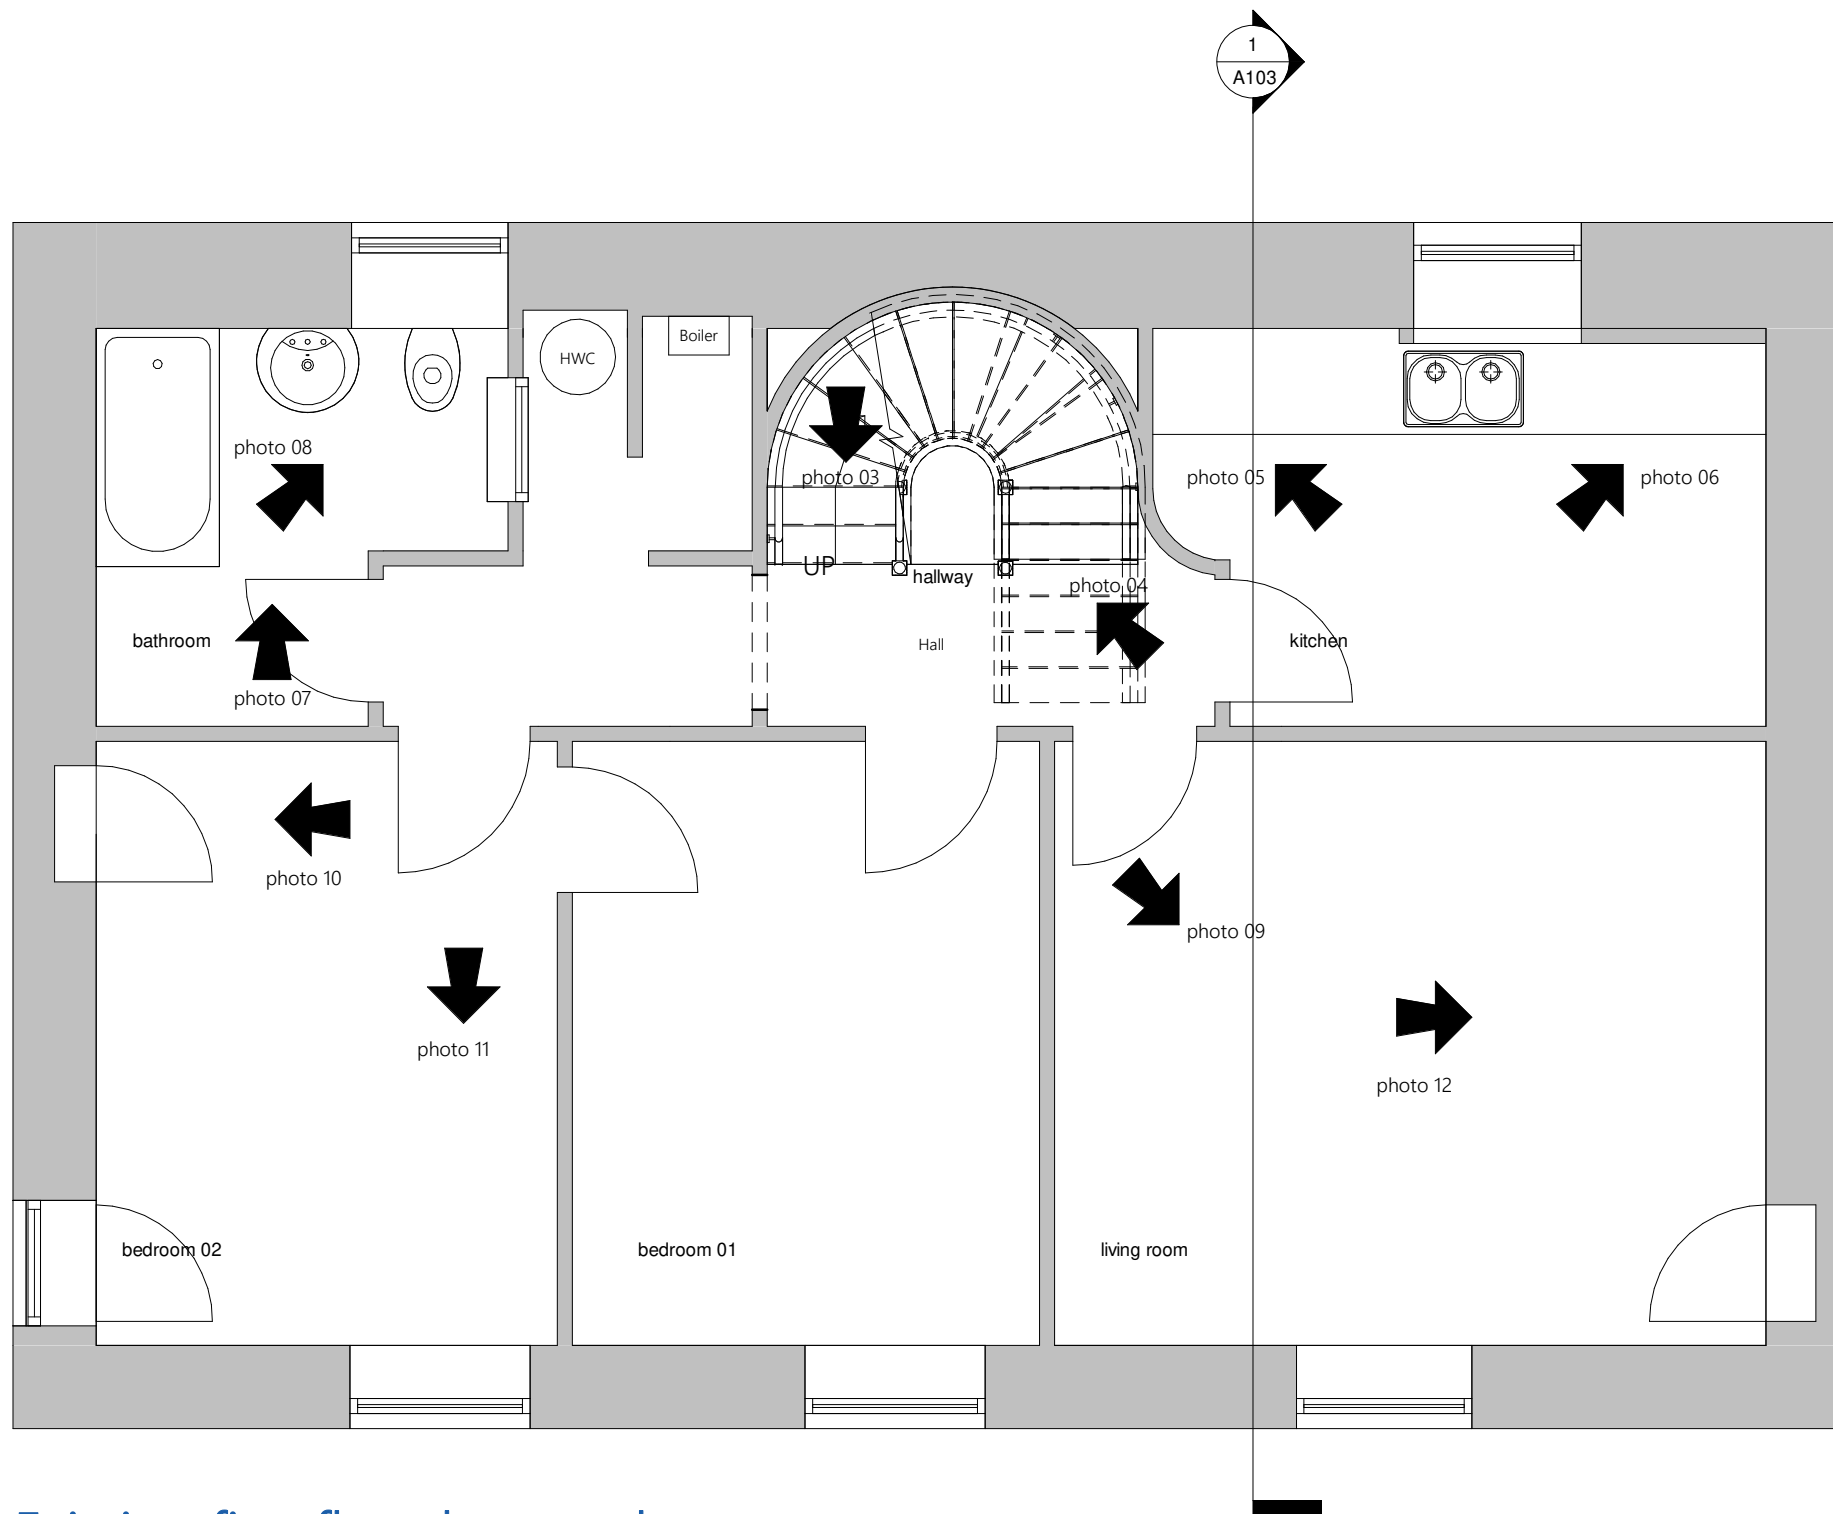 1
A103
Boiler
HWC
photo 08
photo 03
photo 05
photo 06
UP
hallway
photo 04
bathroom
Hall
kitchen
photo 07
photo 10
photo 09
photo 11
photo 12
bedroom 02
bedroom 01
living room